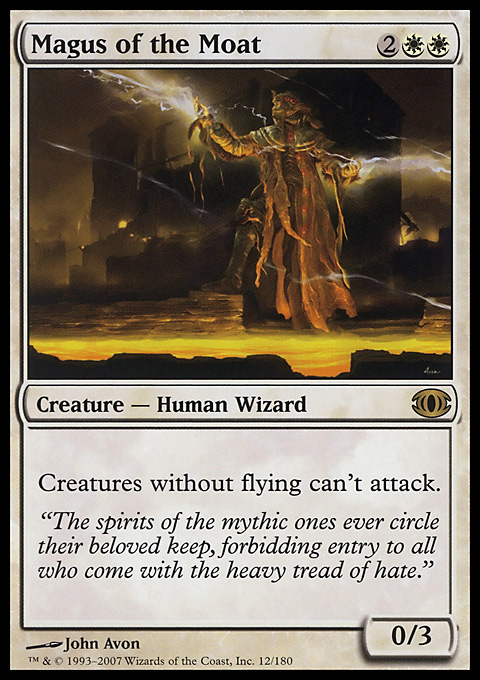 Magus of the Moat 2
Creature — Human Wizard
Creatures without flying can't attack.
“The spirits of the mythic ones ever circle
their beloved keep, forbidding entry to all
who come with the heavy tread of hate.”
John Avon
™ & © 1993–2007 Wizards of the Coast, Inc. 12/180
0/3